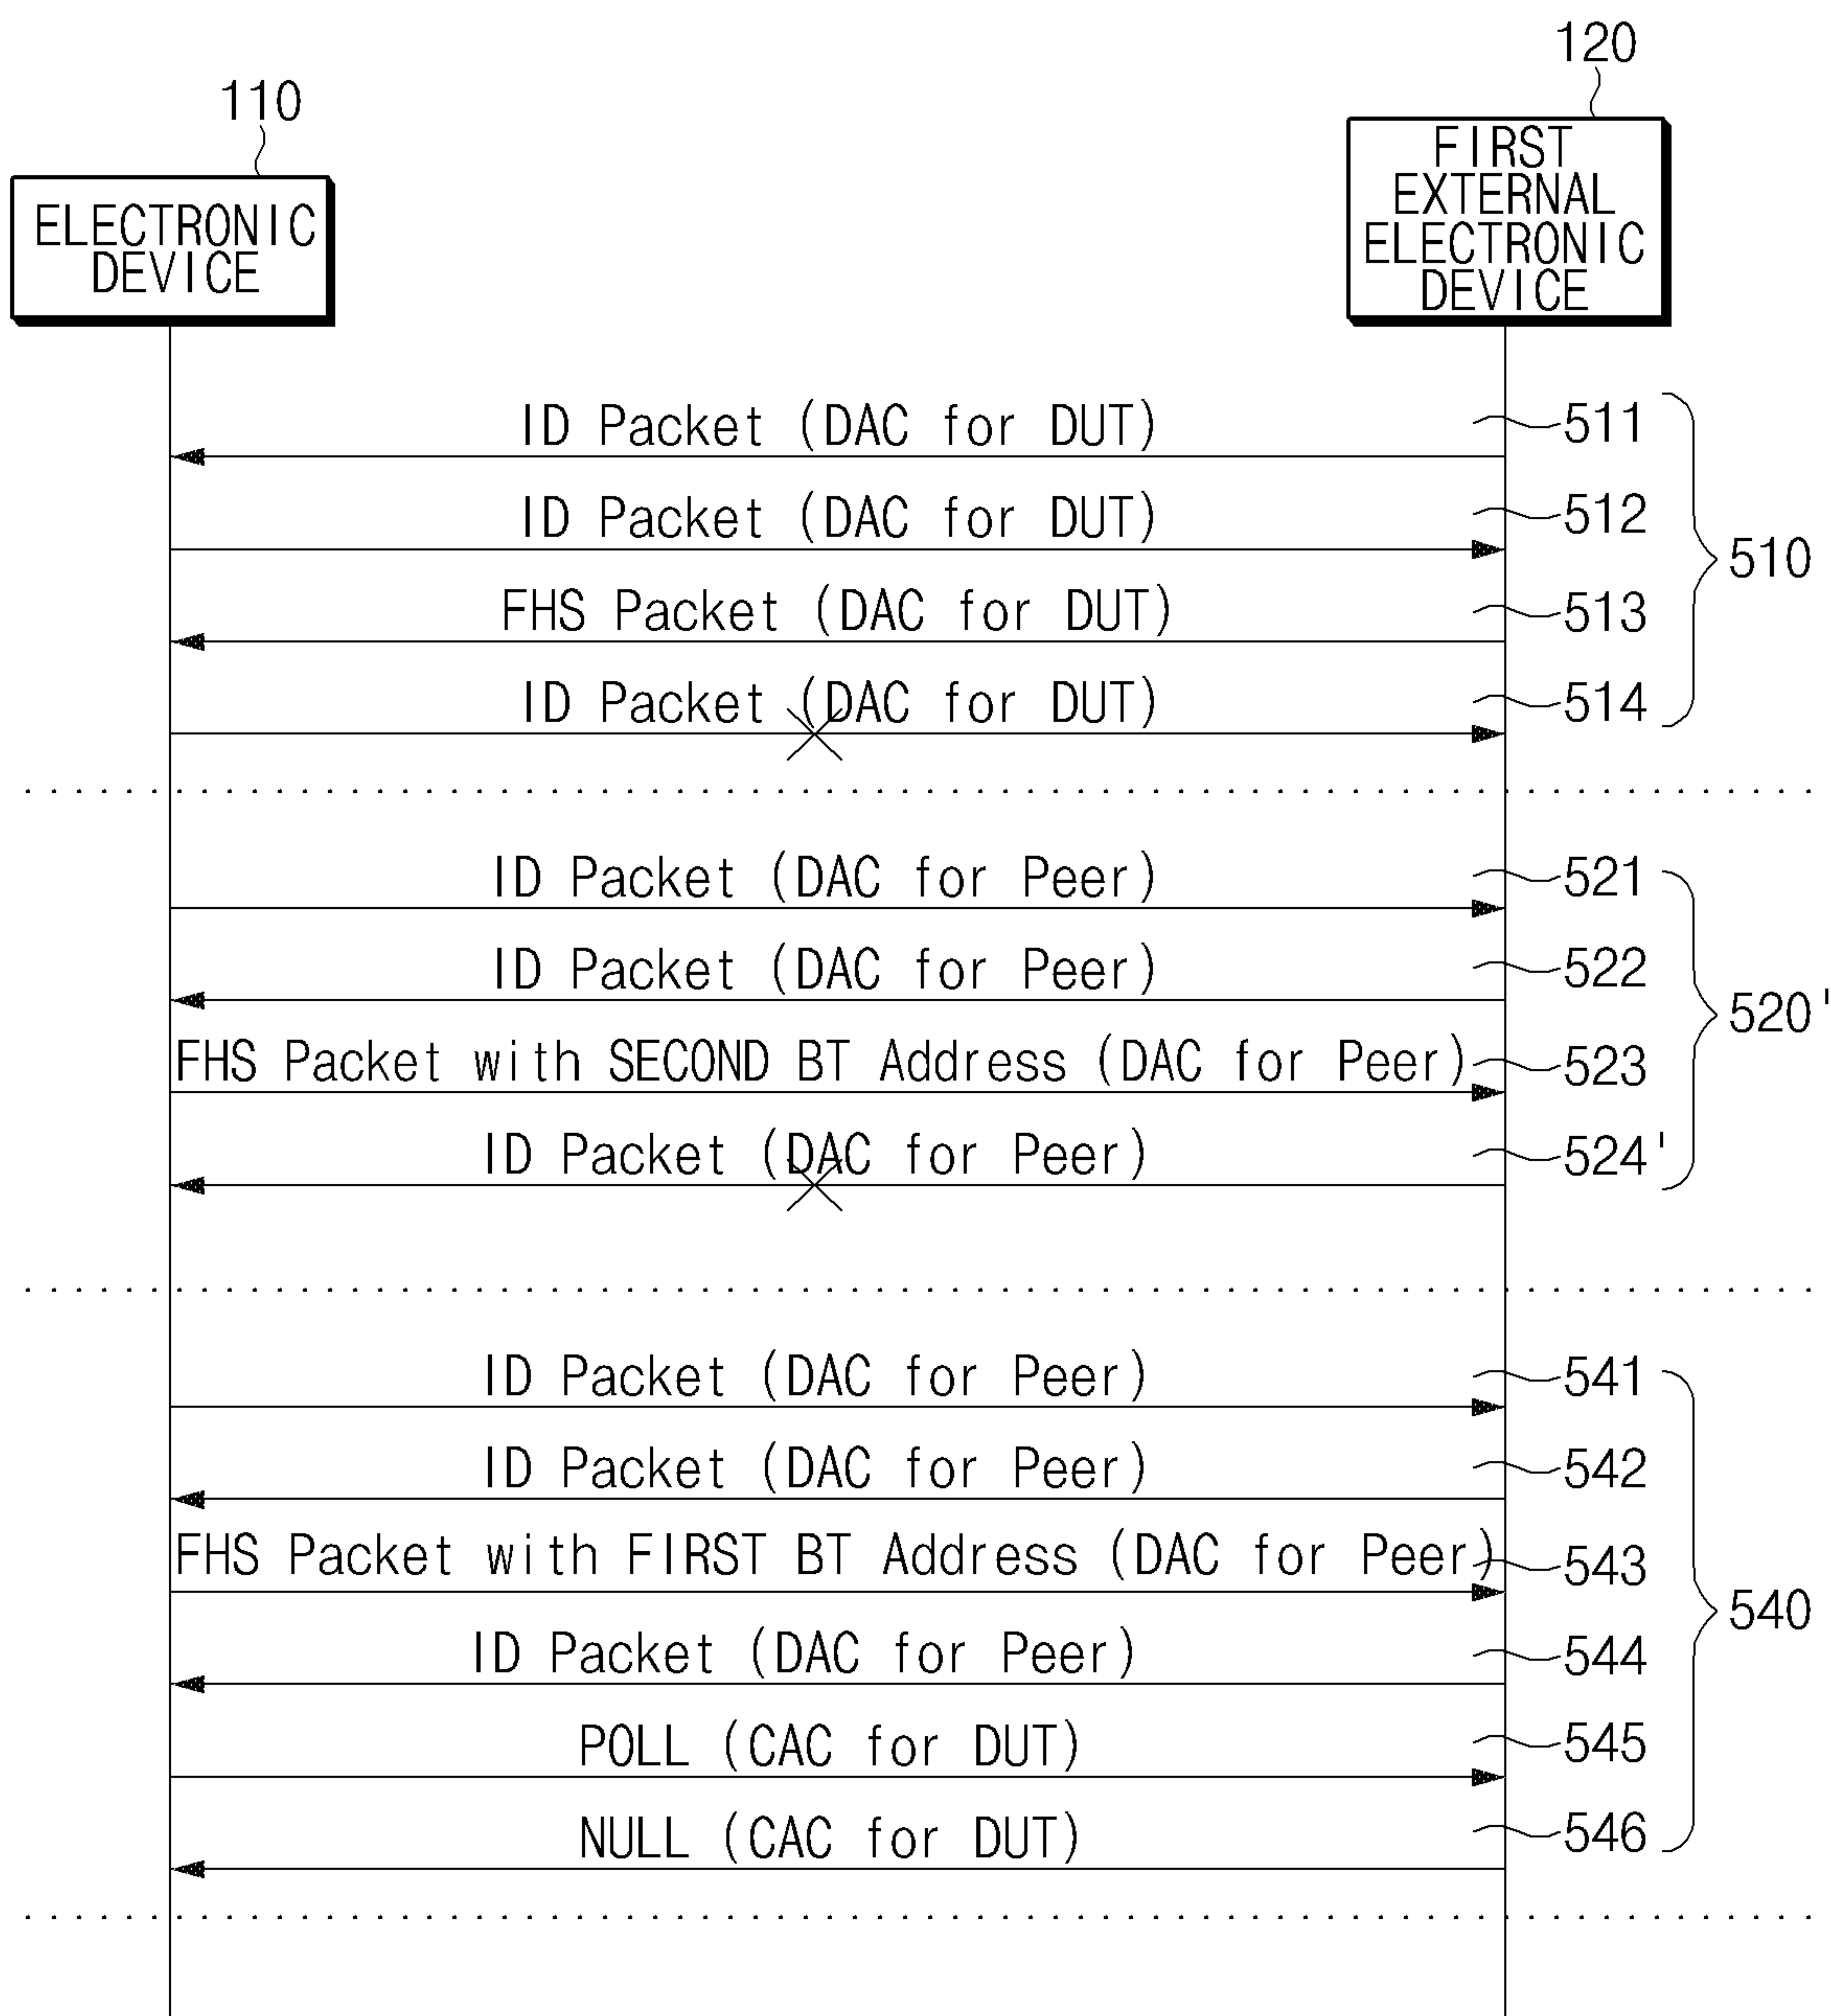 120
110
FIRST
EXTERNAL
ELECTRONIC
DEVICE
ELECTRONIC
DEVICE
ID Packet (DAC for DUT)
511
ID Packet (DAC for DUT)
512
510
FHS Packet (DAC for DUT)
513
ID Packet (DAC for DUT)
514
ID Packet (DAC for Peer)
521
ID Packet (DAC for Peer)
522
520'
FHS Packet with SECOND BT Address (DAC for Peer)
523
ID Packet (DAC for Peer)
524'
ID Packet (DAC for Peer)
541
ID Packet (DAC for Peer)
542
FHS Packet with FIRST BT Address (DAC for Peer)
543
540
ID Packet (DAC for Peer)
544
POLL (CAC for DUT)
545
NULL (CAC for DUT)
546